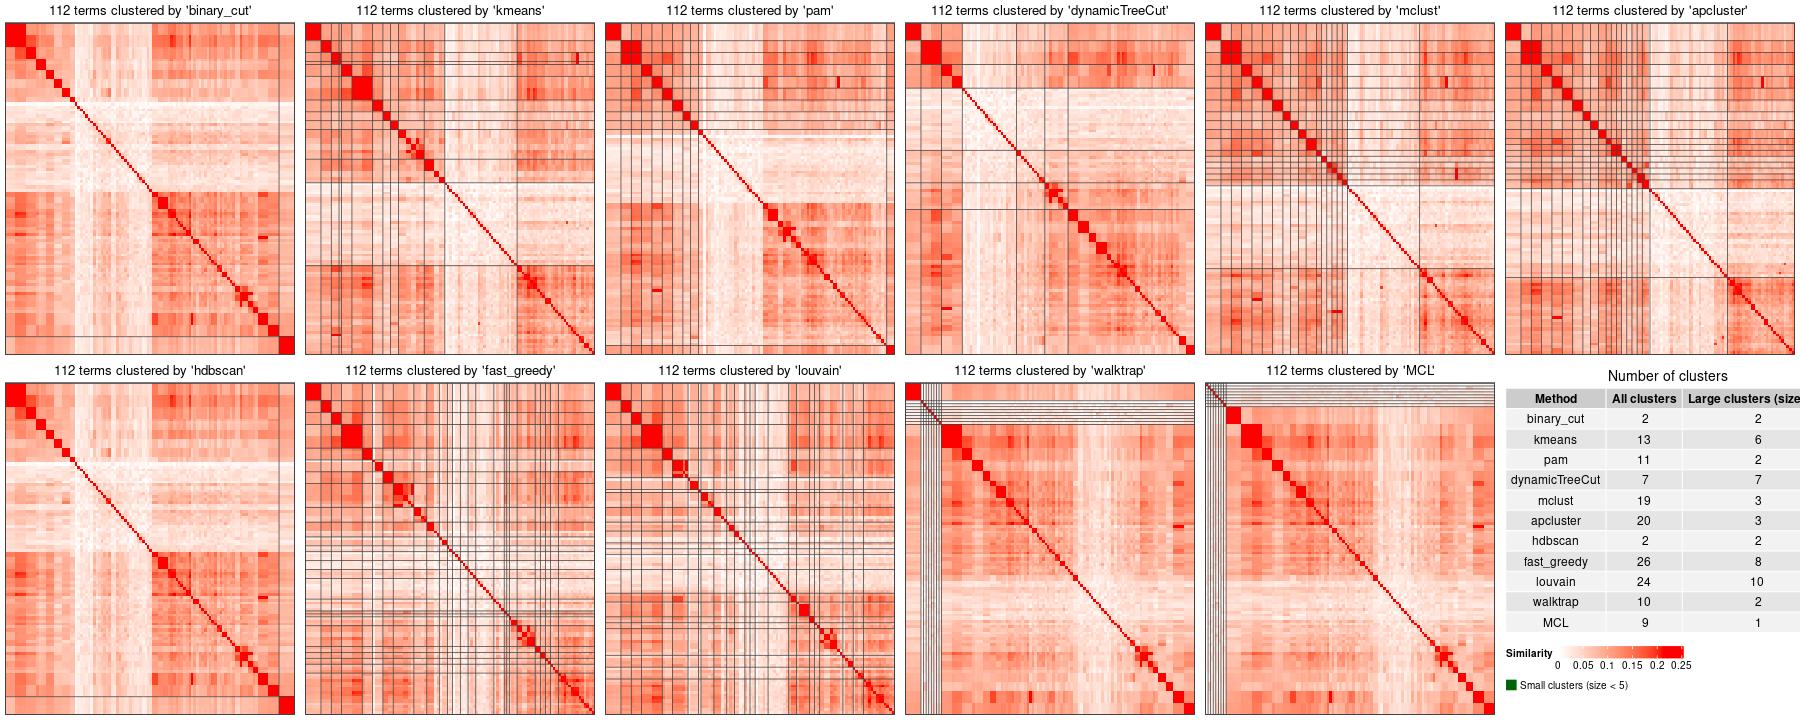 112 terms clustered by 'binary_cut'
112 terms clustered by 'kmeans'
112 terms clustered by 'pam'
112 terms clustered by 'dynamicTreeCut'
112 terms clustered by 'mclust'
112 terms clustered by 'apcluster'
112 terms clustered by 'hdbscan'
112 terms clustered by 'fast_greedy'
112 terms clustered by 'louvain'
112 terms clustered by 'walktrap'
112 terms clustered by 'MCL'
Number of clusters
Method All clusters Large clusters (size
binary_cut 2 2
kmeans 13 6
pam 11 2
dynamicTreeCut 7 7
mclust 19 3
apcluster 20 3
hdbscan 2 2
fast_greedy 26 8
louvain 24 10
walktrap 10 2
MCL 9 1
Similarity
0 0.05 0.1 0.15 0.2 0.25
Small clusters (size < 5)